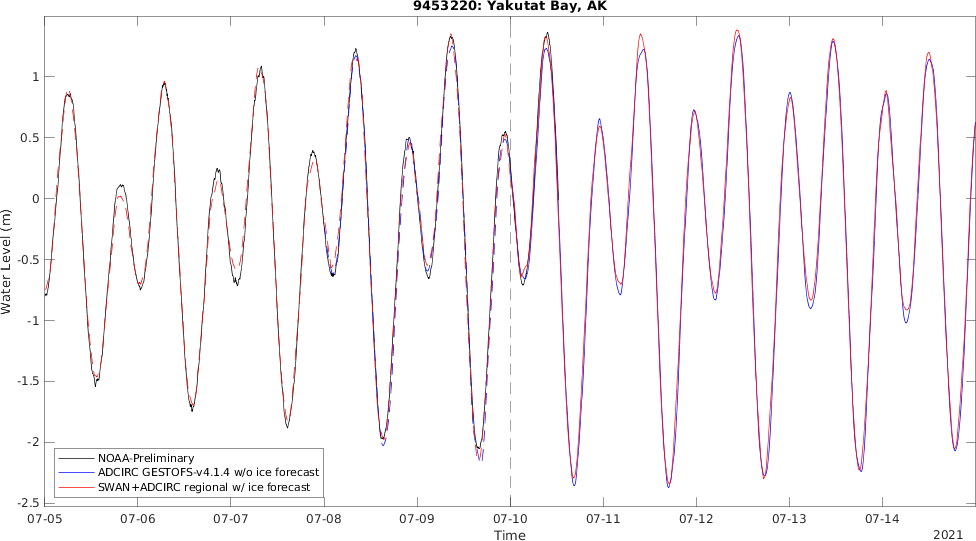 9453220: Yakutat Bay, AK
Water Level (m)
1
0.5
0
-0.5
-1
-1.5
-2
-2.5
NOAA-Preliminary
ADCIRC GESTOFS-v4.1.4 w/o ice forecast
SWAN+ADCIRC regional w/ ice forecast
07-05 07-06 07-07 07-08 07-09 07-10 07-11 07-12 07-13 07-14
Time
2021